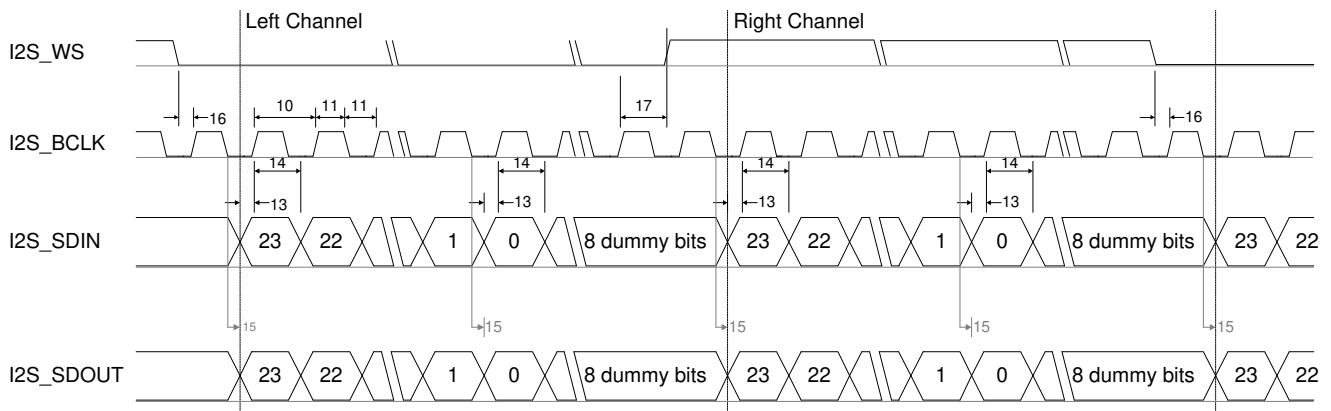 Left Channel Right Channel
I2S_WS
10 11 11 17
16 16
I2S_BCLK
14 14 14 14
13 13 13 13
I2S_SDIN 23 22 1 0 8 dummy bits 23 22 1 0 8 dummy bits 23 22
15 15 15 15 15
I2S_SDOUT 23 22 1 0 8 dummy bits 23 22 1 0 8 dummy bits 23 22